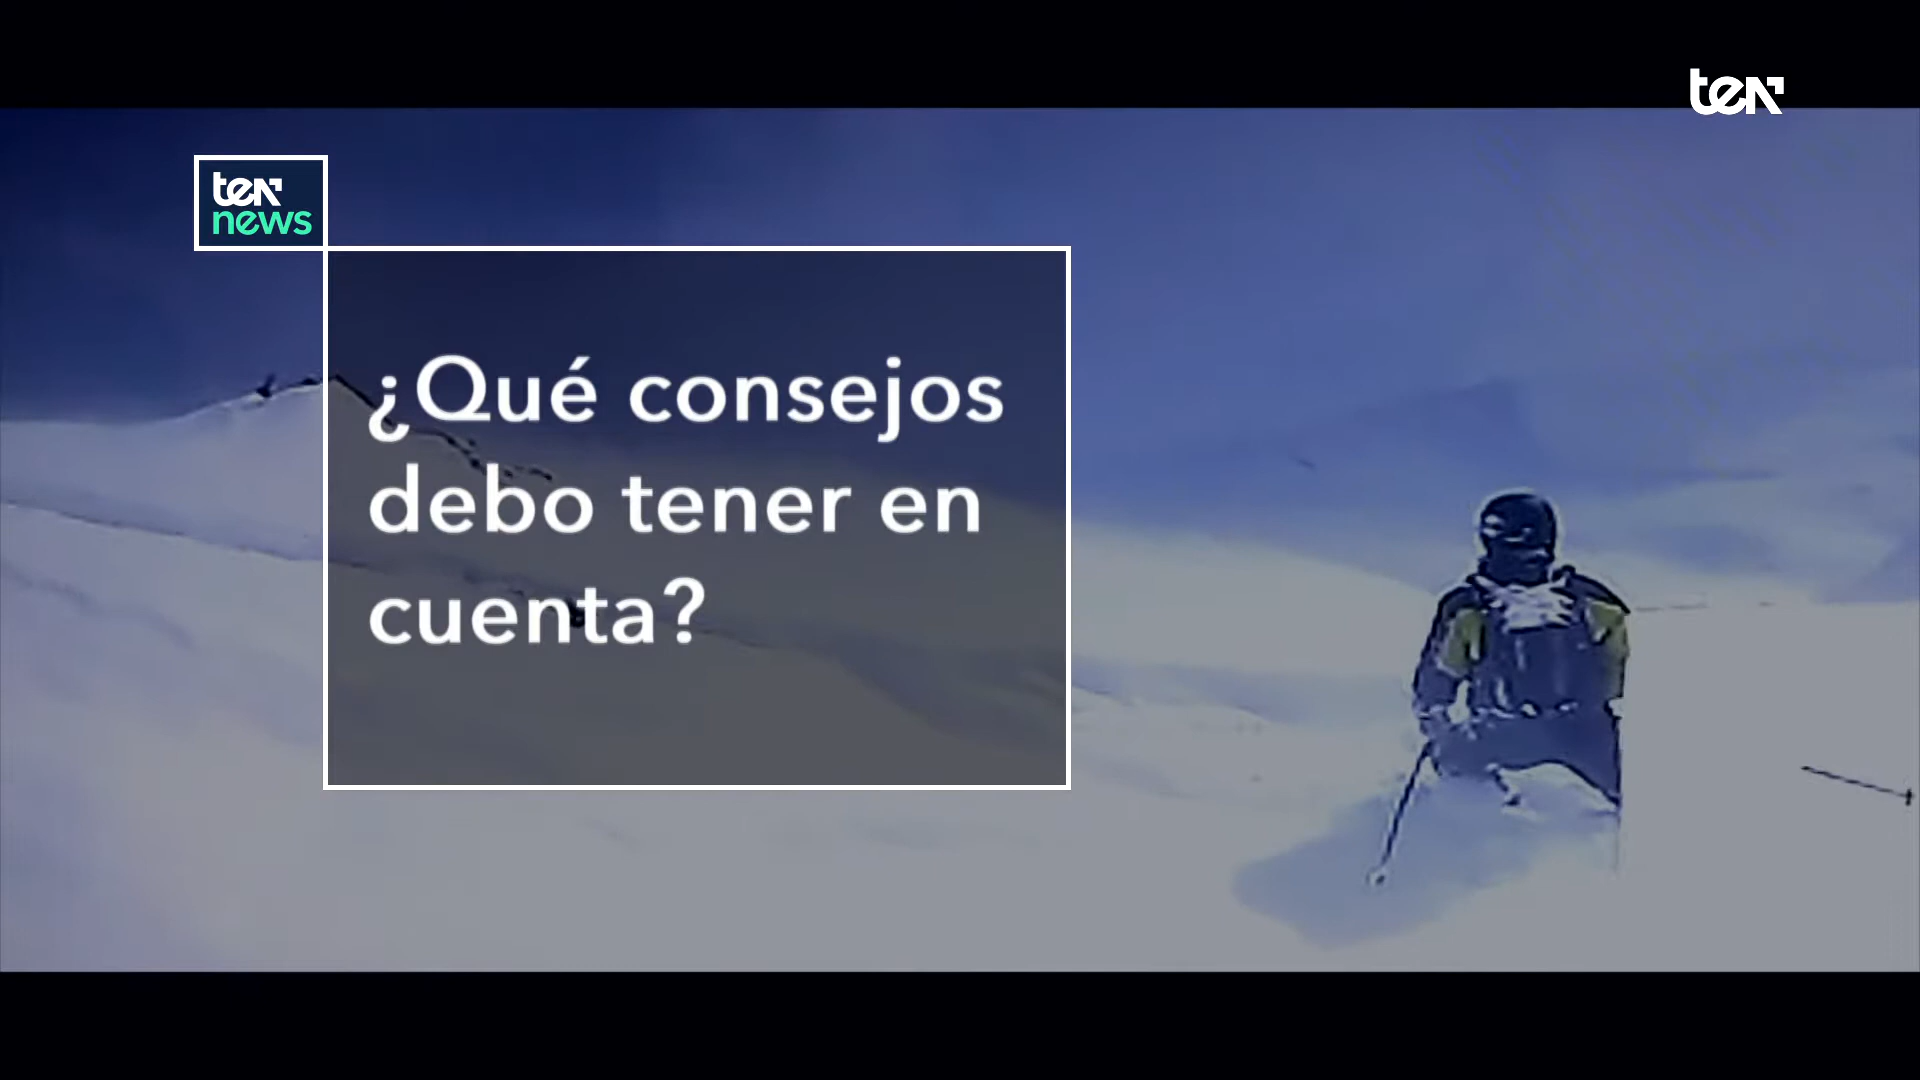 ten
ten
news
¿Qué consejos
debo tener en
cuenta?